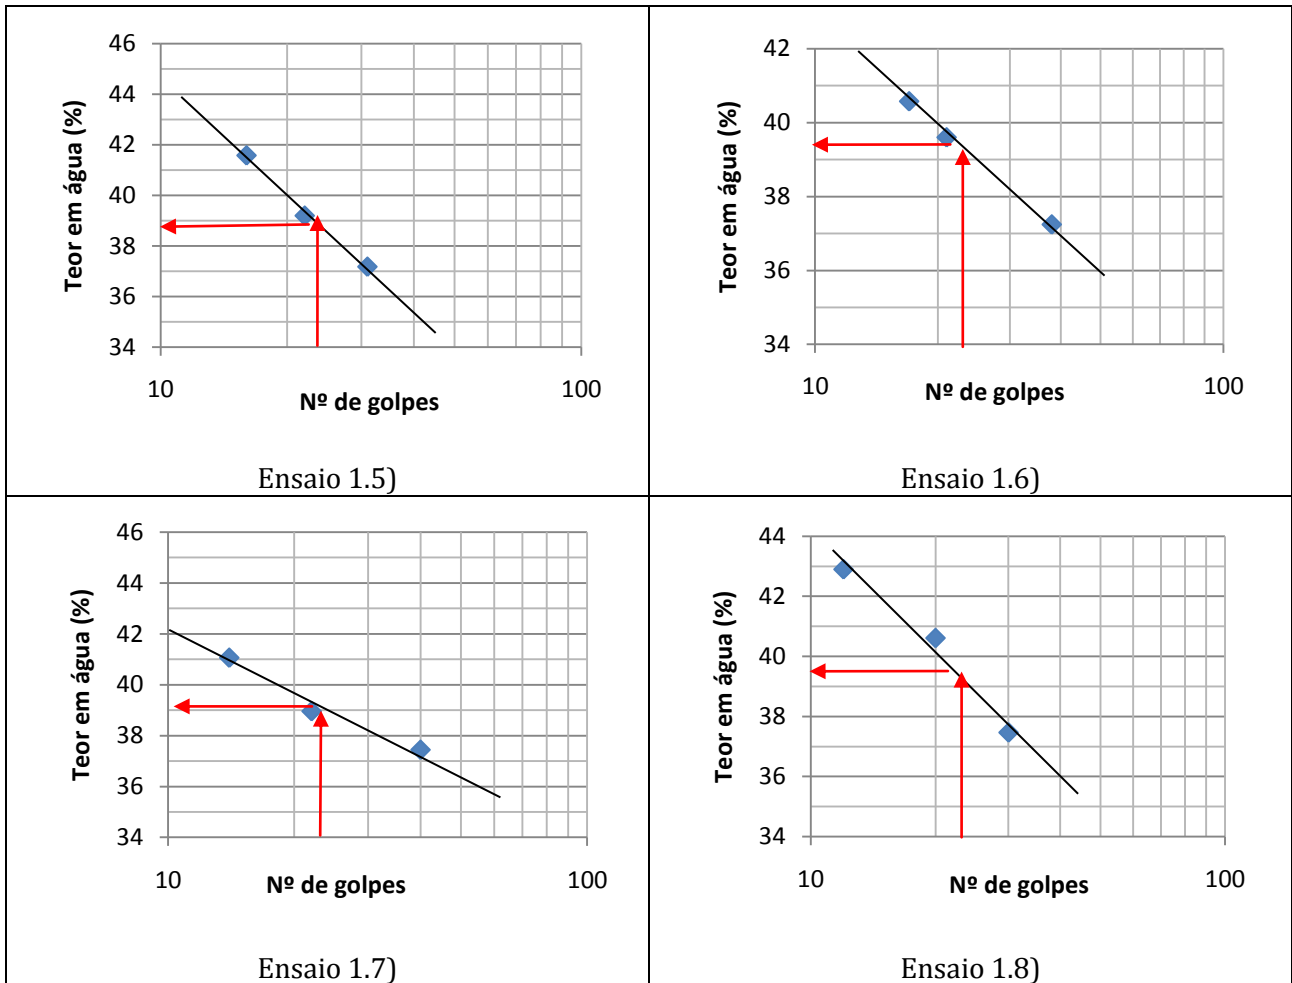 46
44
42
40
38
36
34
Teor em água (%)
10
100
Nº de golpes
Ensaio 1.5)
42
40
38
36
34
Teor em água (%)
10
100
Nº de golpes
Ensaio 1.6)
46
44
42
40
38
36
34
Teor em água (%)
10
100
Nº de golpes
Ensaio 1.7)
44
42
40
38
36
34
Teor em água (%)
10
100
Nº de golpes
Ensaio 1.8)